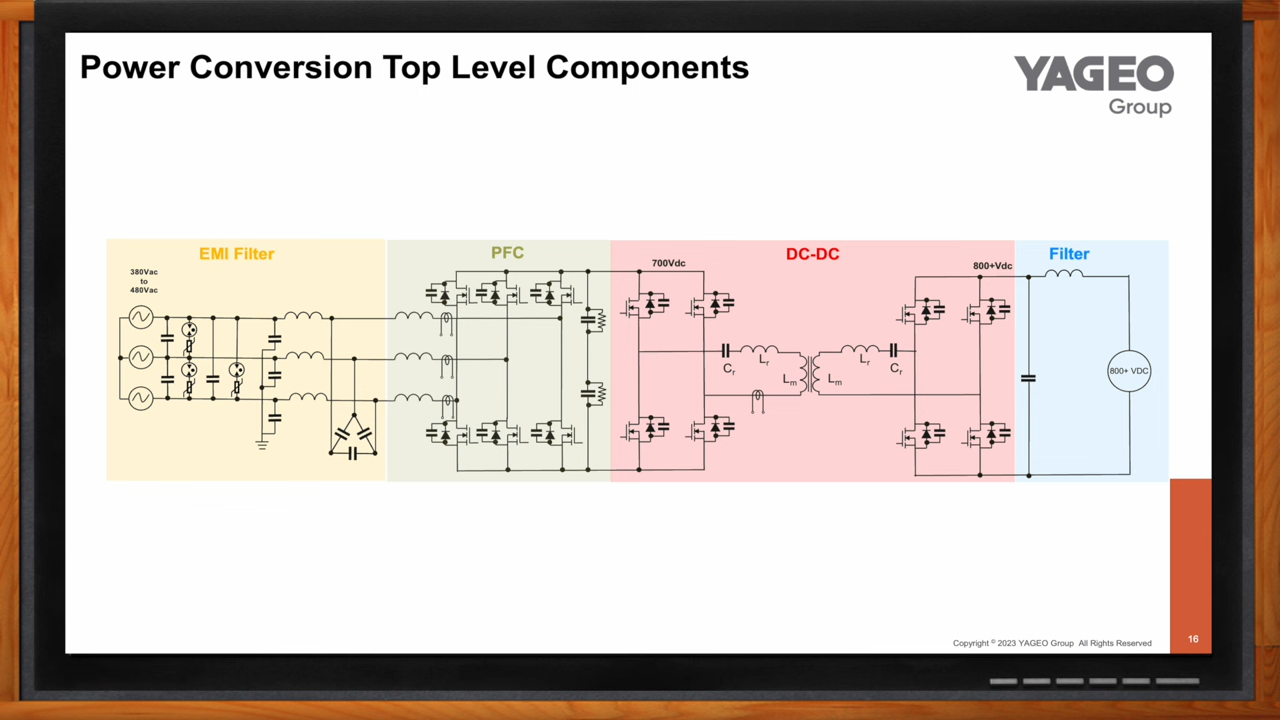 Power Conversion Top Level Components
YAGEO
Group
EMI Filter
PFC
DC-DC
Filter
380Vac
to
480Vac
700Vdc
800+Vdc
Cr
Lr
Lm
Lm
Lr
Cr
800+ VDC
Copyright © 2023 YAGEO Group All Rights Reserved
16